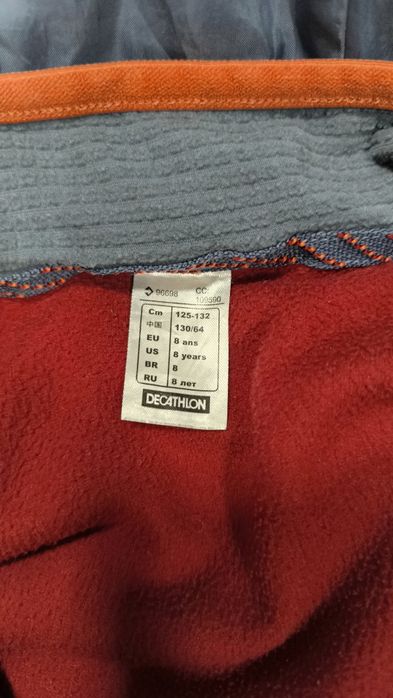 96698 CC:
109590
Cm 125-132
中国 130/64
EU 8 ans
US 8 years
BR 8
RU 8 лет
DECATHLON